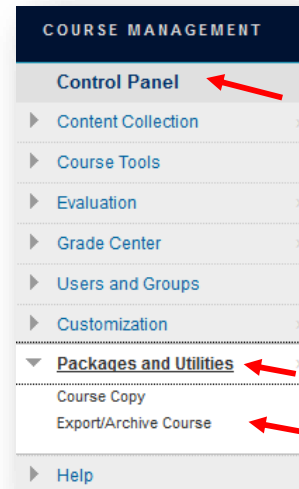 COURSE MANAGEMENT
Control Panel
Content Collection
Course Tools
Evaluation
Grade Center
Users and Groups
Customization
Packages and Utilities
Course Copy
Export/Archive Course
Help